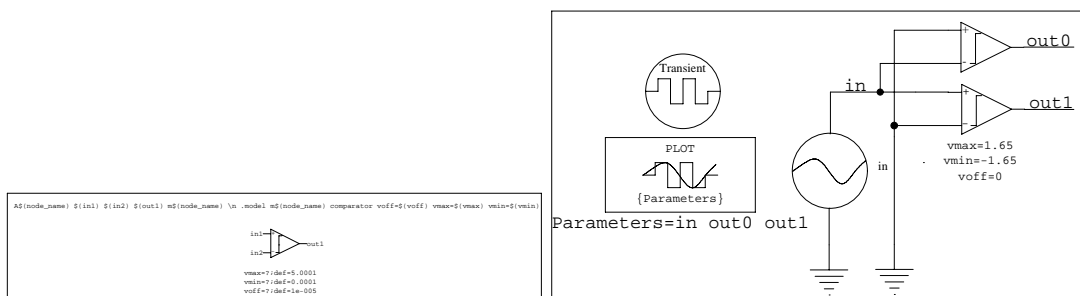 A$(node_name) $(in1) $(in2) $(out1) m$(node_name) \n .model m$(node_name) comparator voff=$(voff) vmax=$(vmax) vmin=$(vmin)
in1
+
out1
in2
-
vmax=?;def=5.0001
vmin=?;def=0.0001
voff=?;def=1e-005
Transient
PLOT
{Parameters}
Parameters=in out0 out1
in
in
+
-
out0
+
-
out1
vmax=1.65
vmin=-1.65
voff=0